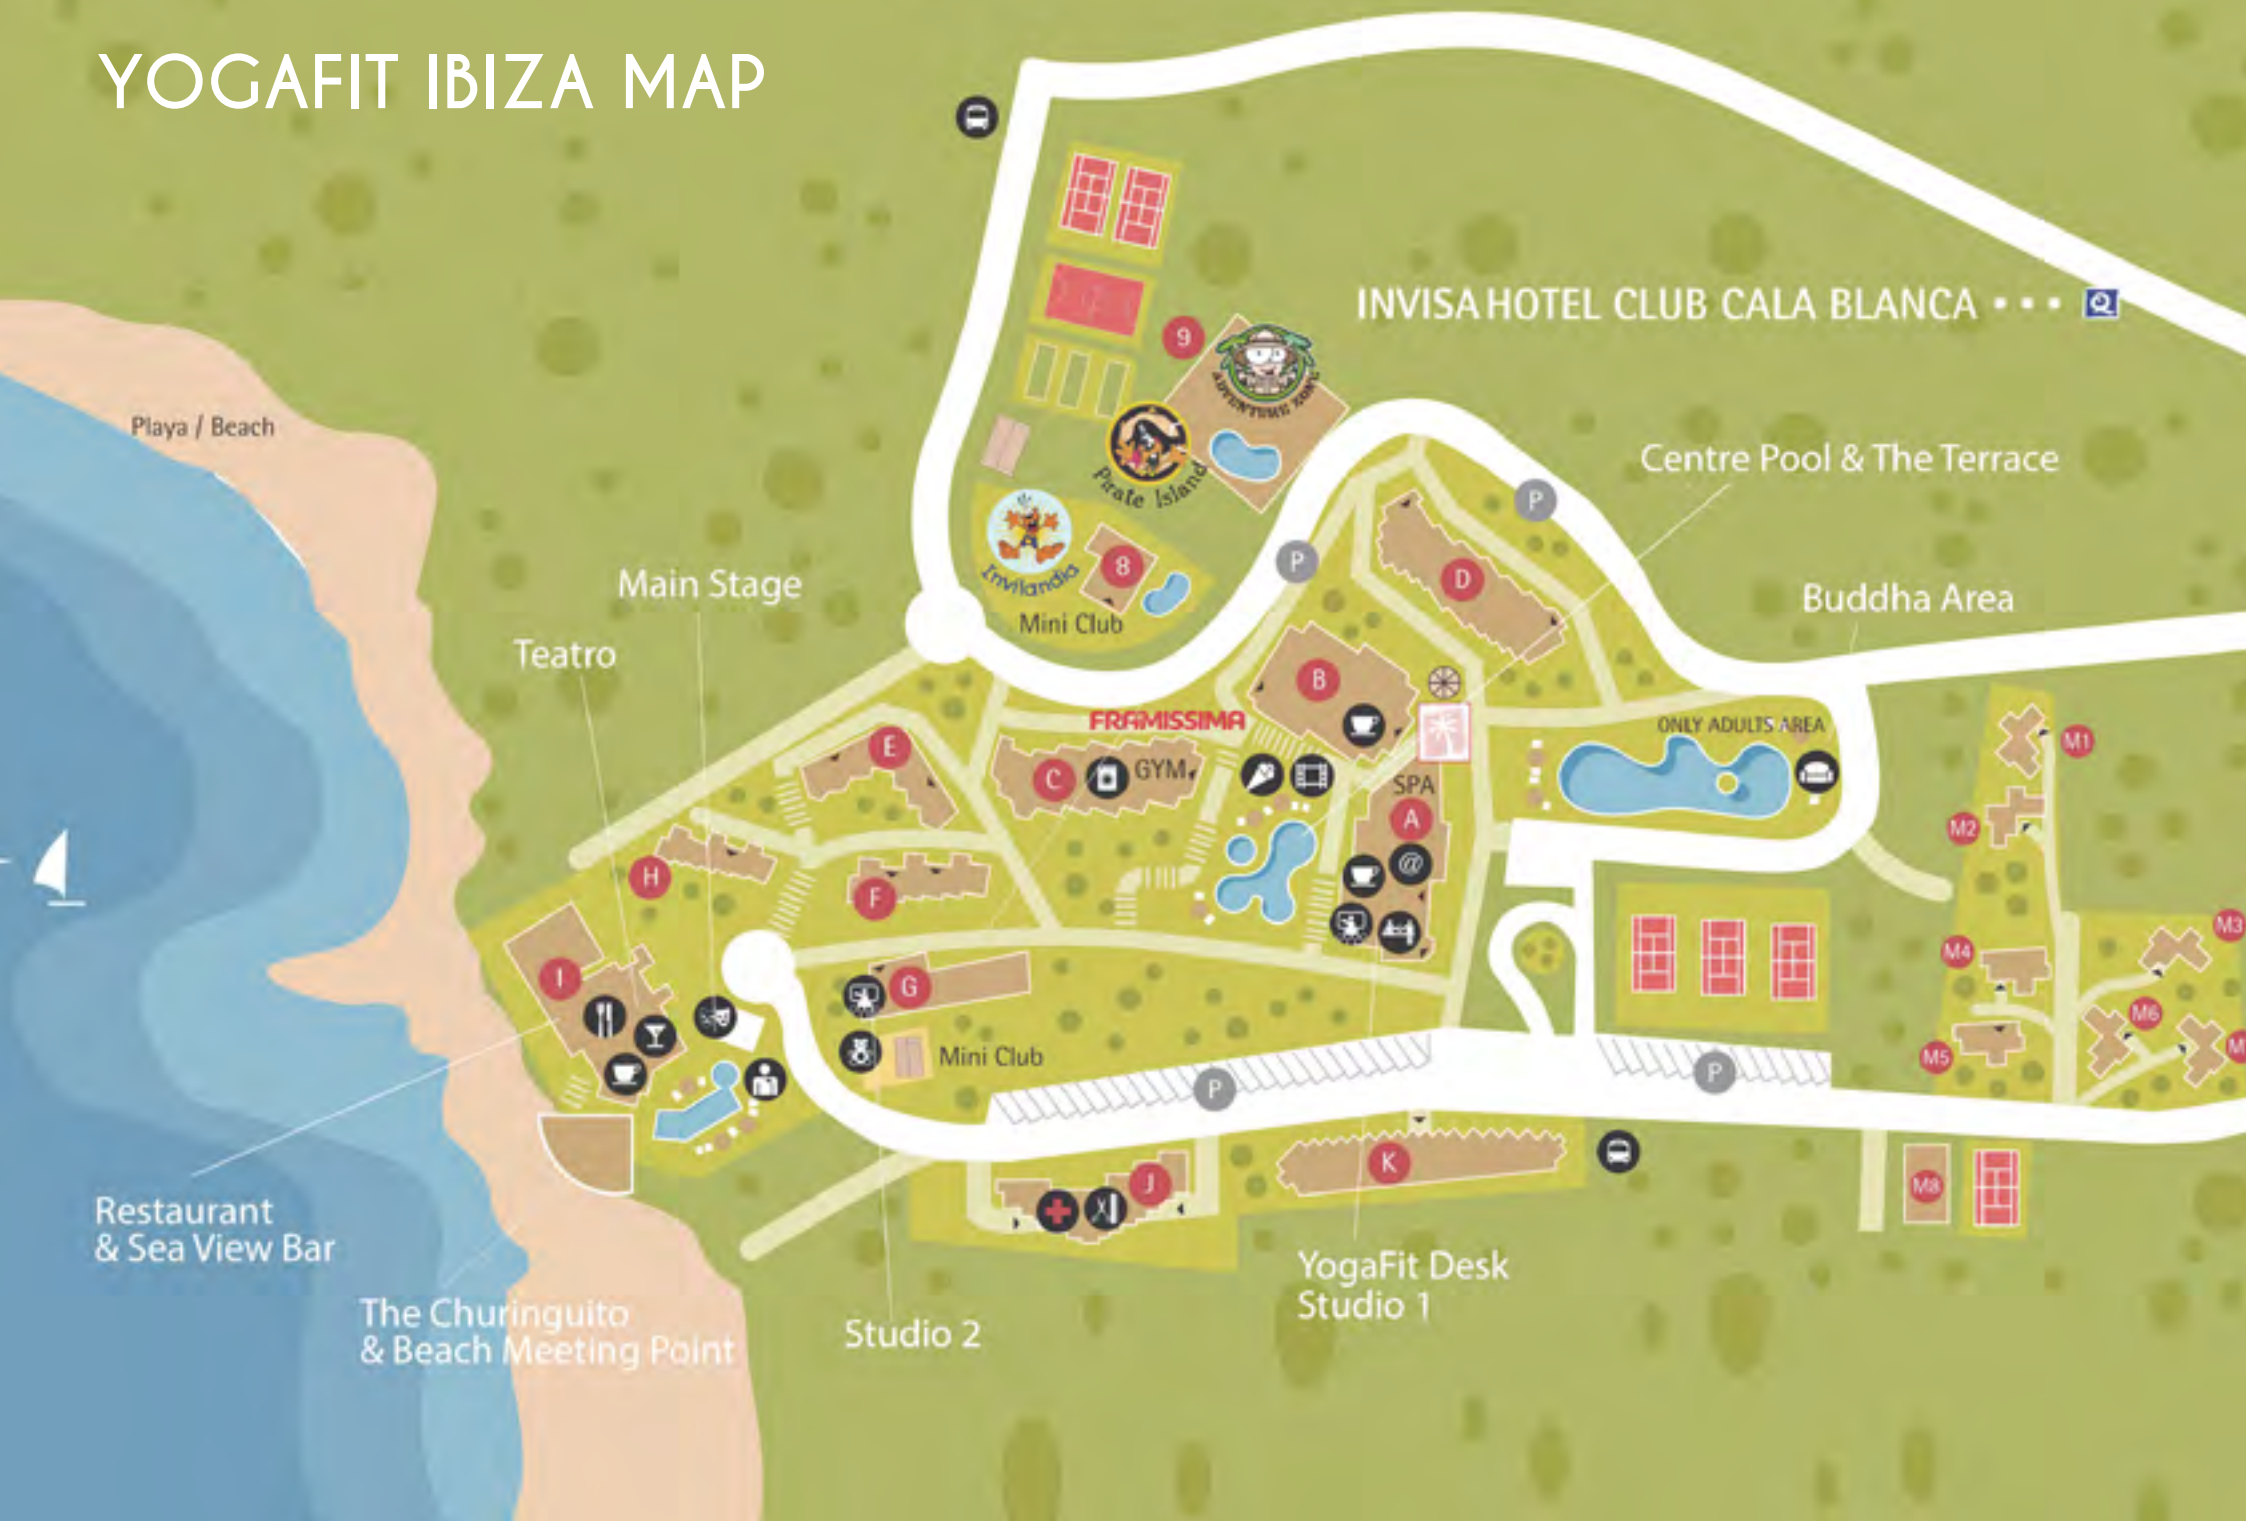 YOGAFIT IBIZA MAP
INVISA HOTEL CLUB CALA BLANCA
Q
9
ADVENTURE ZONE
Playa / Beach
Pirate Island
Centre Pool & The Terrace
P
P
Invilandia
8
Mini Club
D
Main Stage
Buddha Area
Teatro
B
FRAMISSIMA
ONLY ADULTS AREA
M1
E
C
GYM
SPA
A
M2
@
H
F
M3
M4
I
G
M6
M5
M
Mini Club
P
P
K
J
M8
Restaurant
& Sea View Bar
YogaFit Desk
Studio 1
The Churinguito
& Beach Meeting Point
Studio 2